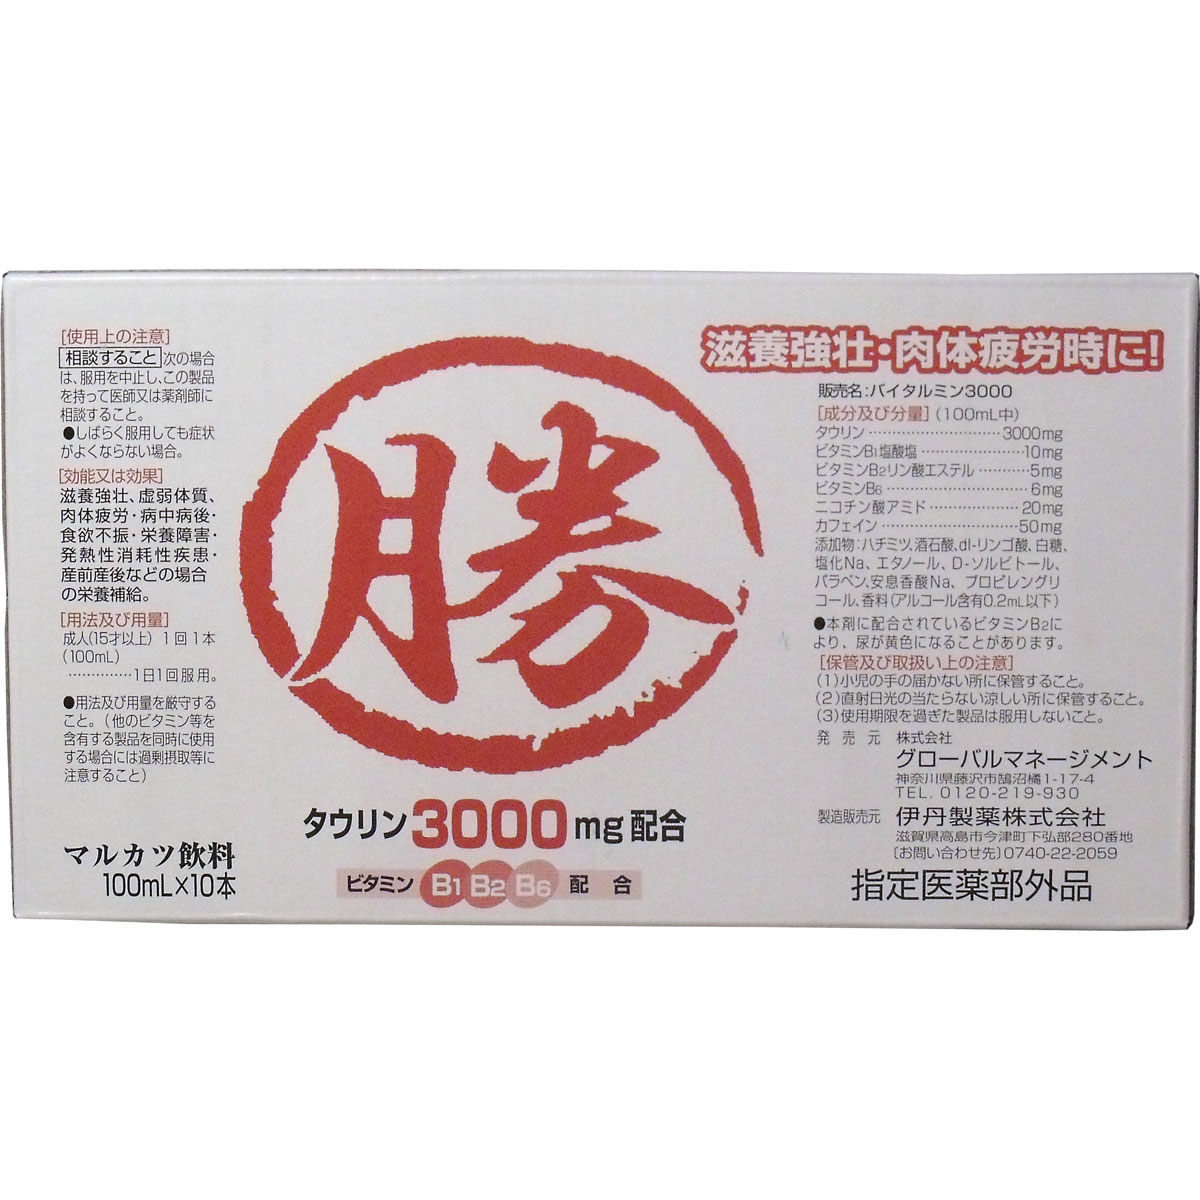 [使用上の注意]
相談すること 次の場合
は、服用を中止し、この製品
を持って医師又は薬剤師に
相談すること。
●しばらく服用しても症状
がよくならない場合。
[効能又は効果]
滋養強壮、虚弱体質、
肉体疲労・病中病後・
食欲不振・栄養障害・
発熱性消耗性疾患・
産前産後などの場合
の栄養補給。
[用法及び用量]
成人(15才以上) 1回1本
(100mL)
…………1日1回服用。
●用法及び用量を厳守する
こと。(他のビタミン等を
含有する製品を同時に使用
する場合には過剰摂取等に
注意すること)
マルカツ飲料
100mL×10本
勝
タウリン3000mg配合
ビタミン B1 B2 B6 配合
滋養強壮・肉体疲労時に!
販売名:バイタルミン3000
[成分及び分量](100mL中)
タウリン…………………………3000mg
ビタミンB1塩酸塩…………………10mg
ビタミンB2リン酸エステル…………5mg
ビタミンB6…………………………6mg
ニコチン酸アミド…………………20mg
カフェイン…………………………50mg
添加物:ハチミツ、酒石酸、dl-リンゴ酸、白糖、
塩化Na、エタノール、D-ソルビトール、
パラベン、安息香酸Na、プロピレングリ
コール、香料(アルコール含有0.2mL以下)
●本剤に配合されているビタミンB2に
より、尿が黄色になることがあります。
[保管及び取扱い上の注意]
(1)小児の手の届かない所に保管すること。
(2)直射日光の当たらない涼しい所に保管すること。
(3)使用期限を過ぎた製品は服用しないこと。
発売元 株式会社
グローバルマネージメント
神奈川県藤沢市鵠沼橘1-17-4
TEL. 0120-219-930
製造販売元 伊丹製薬株式会社
滋賀県高島市今津町下弘部280番地
[お問い合わせ先]0740-22-2059
指定医薬部外品